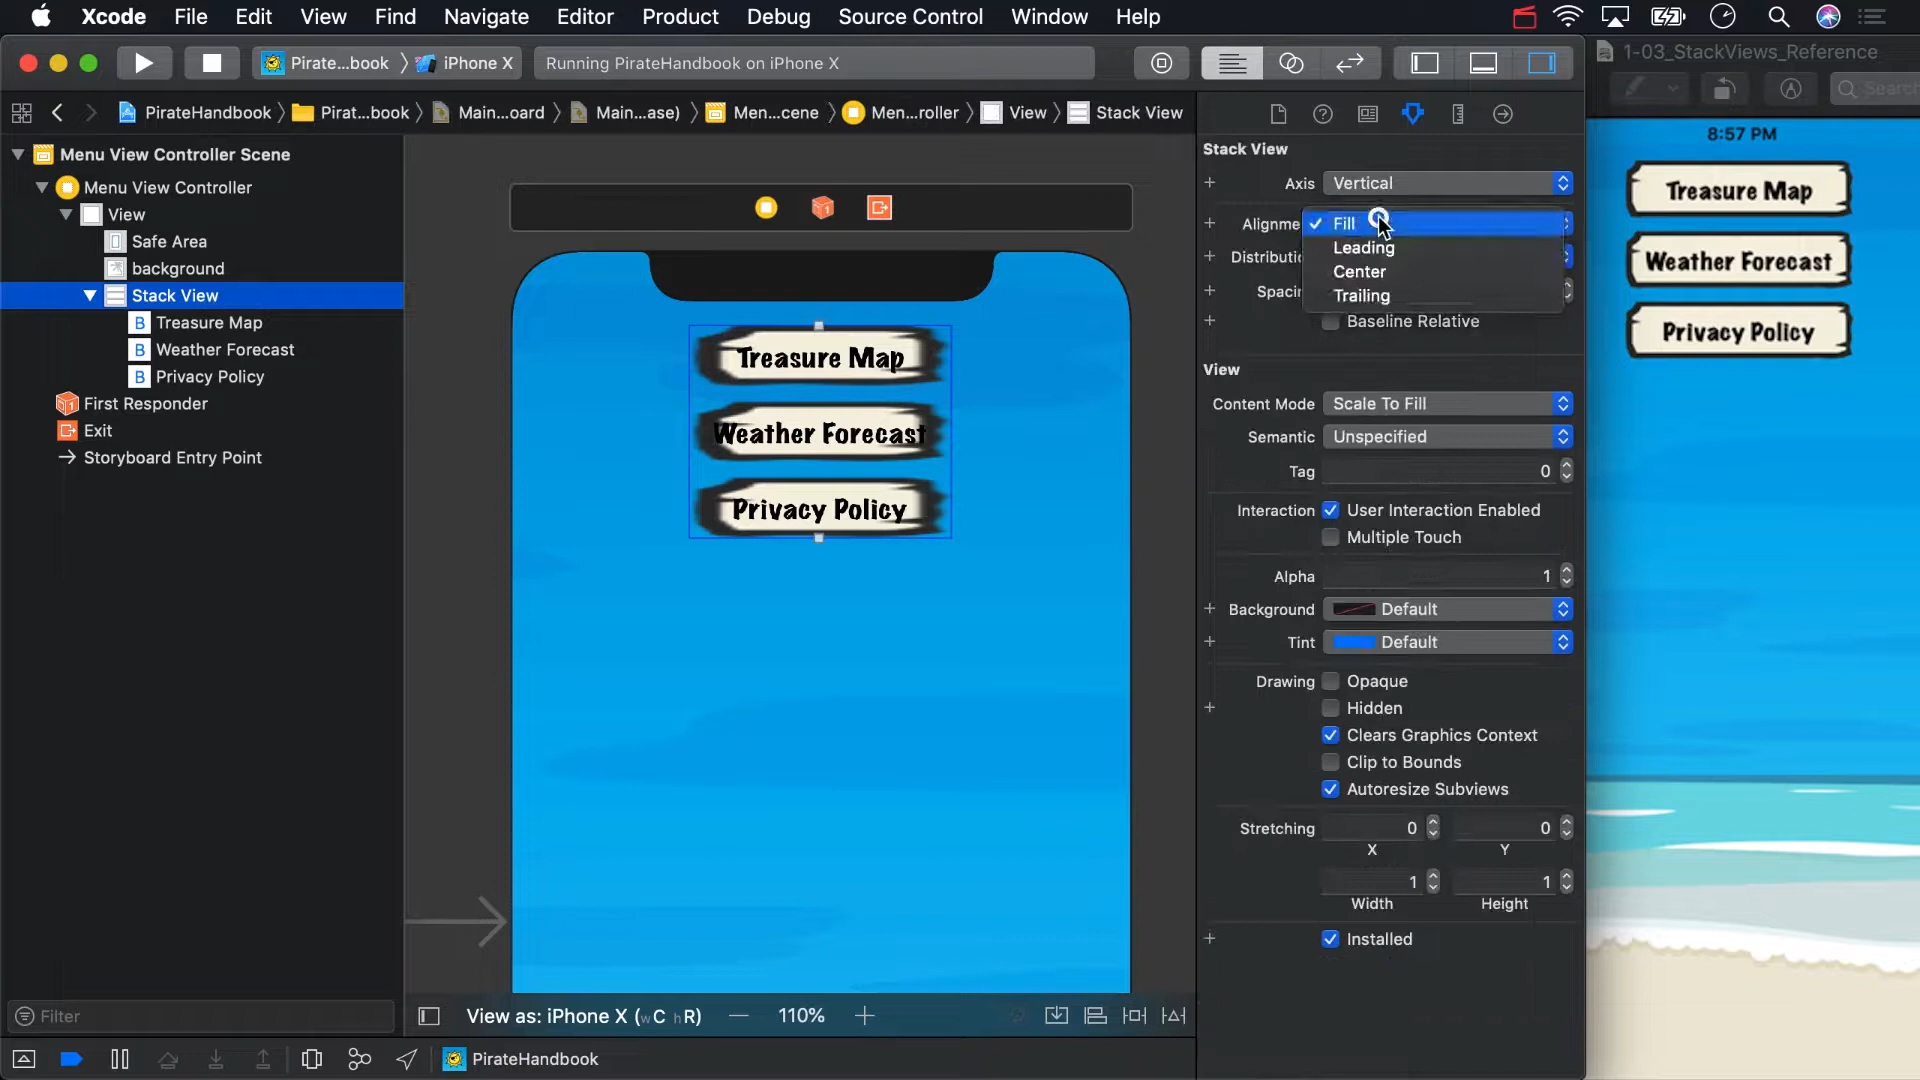 Xcode File Edit View Find Navigate Editor Product Debug Source Control Window Help
Pirate...book iPhone X
Running PirateHandbook on iPhone X
1-03_StackViews_Reference
Search
PirateHandbook Pirat...book Main...oard Main...ase) Men...cene Men...roller View Stack View
Menu View Controller Scene
Menu View Controller
View
Safe Area
background
Stack View
B Treasure Map
B Weather Forecast
B Privacy Policy
First Responder
Exit
Storyboard Entry Point
Filter
Treasure Map
Weather Forecast
Privacy Policy
View as: iPhone X (wC hR) 110%
PirateHandbook
Stack View
Axis Vertical
Alignme Fill
Leading
Distributio
Center
Spacin
Trailing
Baseline Relative
View
Content Mode Scale To Fill
Semantic Unspecified
Tag 0
Interaction User Interaction Enabled
Multiple Touch
Alpha 1
Background Default
Tint Default
Drawing Opaque
Hidden
Clears Graphics Context
Clip to Bounds
Autoresize Subviews
Stretching 0 0
X Y
1 1
Width Height
Installed
8:57 PM
Treasure Map
Weather Forecast
Privacy Policy